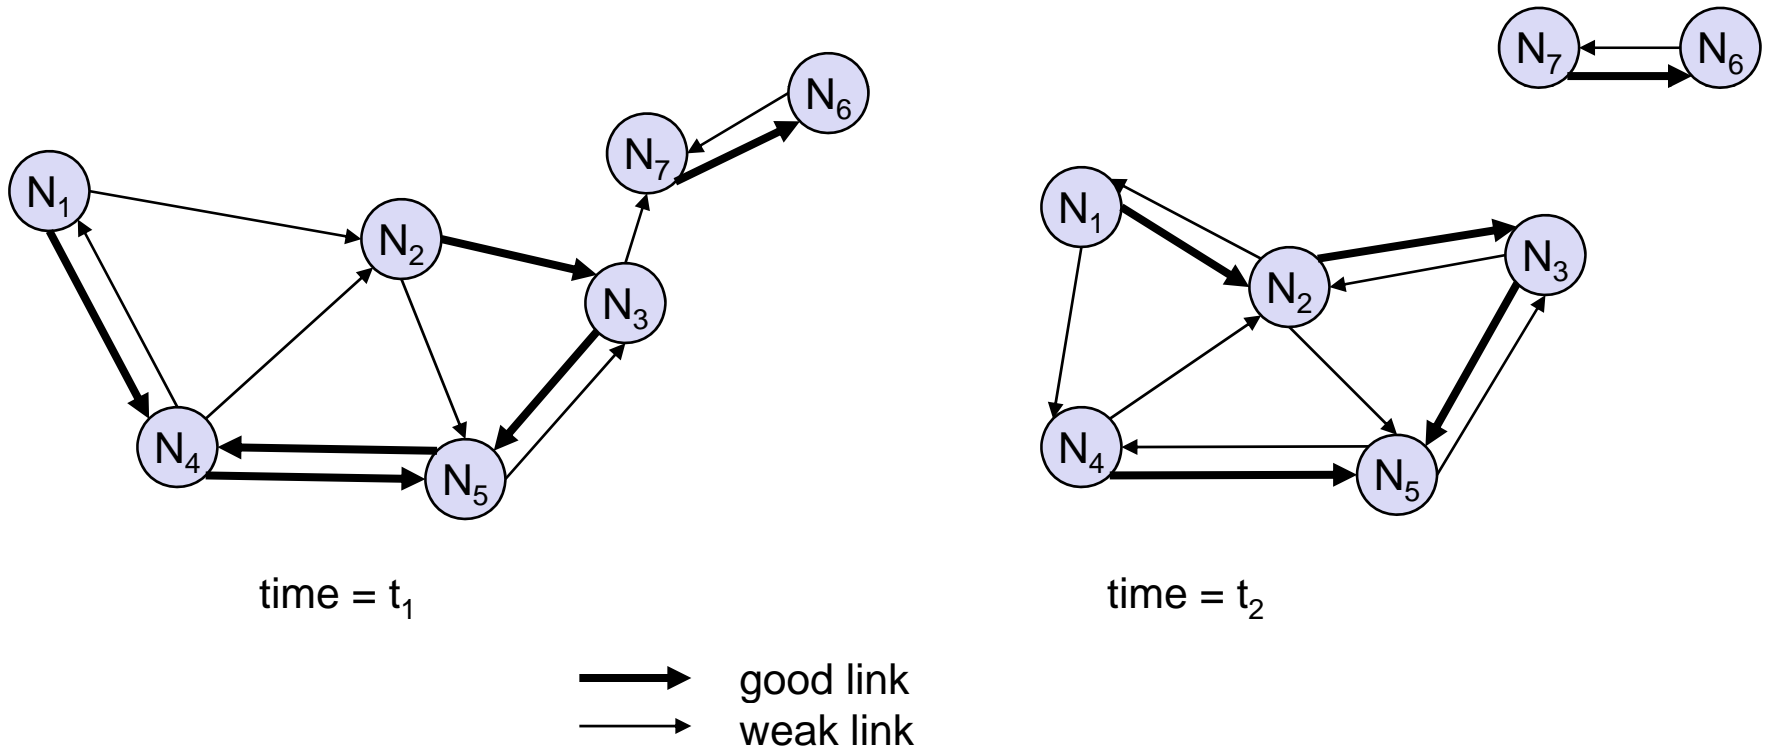 N₇
N₆
N₆
N₇
N₁
N₂
N₃
N₄
N₅
N₁
N₃
N₂
N₄
N₅
time = t₁
time = t₂
good link
weak link